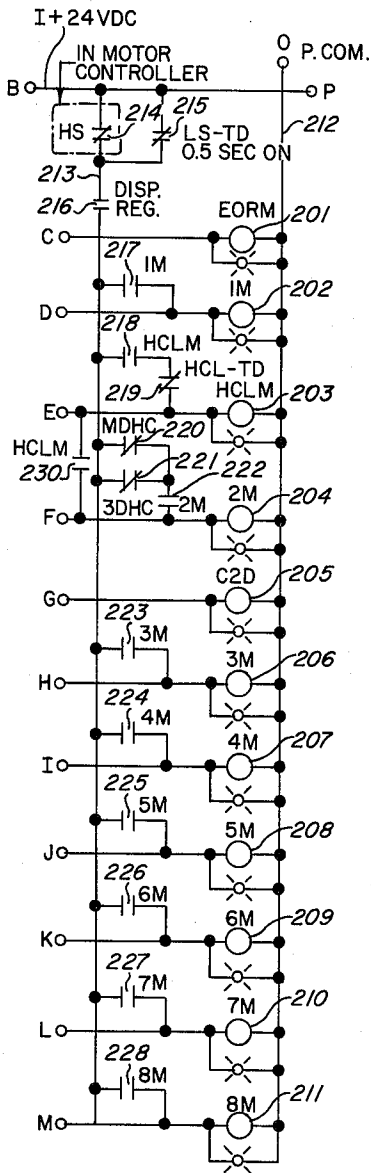 I+24VDC
O
P. COM.
IN MOTOR
CONTROLLER
B
P
HS
214
215
212
LS-TD
0.5 SEC ON
213
DISP.
REG.
216
EORM
201
C
217
1M
1M
202
D
218
HCLM
HCL-TD
219
HCLM
203
E
MDHC
220
HCLM
221
222
230
3DHC
2M
2M
204
F
C2D
205
G
223
3M
3M
206
H
224
4M
4M
207
I
225
5M
5M
208
J
226
6M
6M
209
K
227
7M
7M
210
L
228
8M
8M
211
M